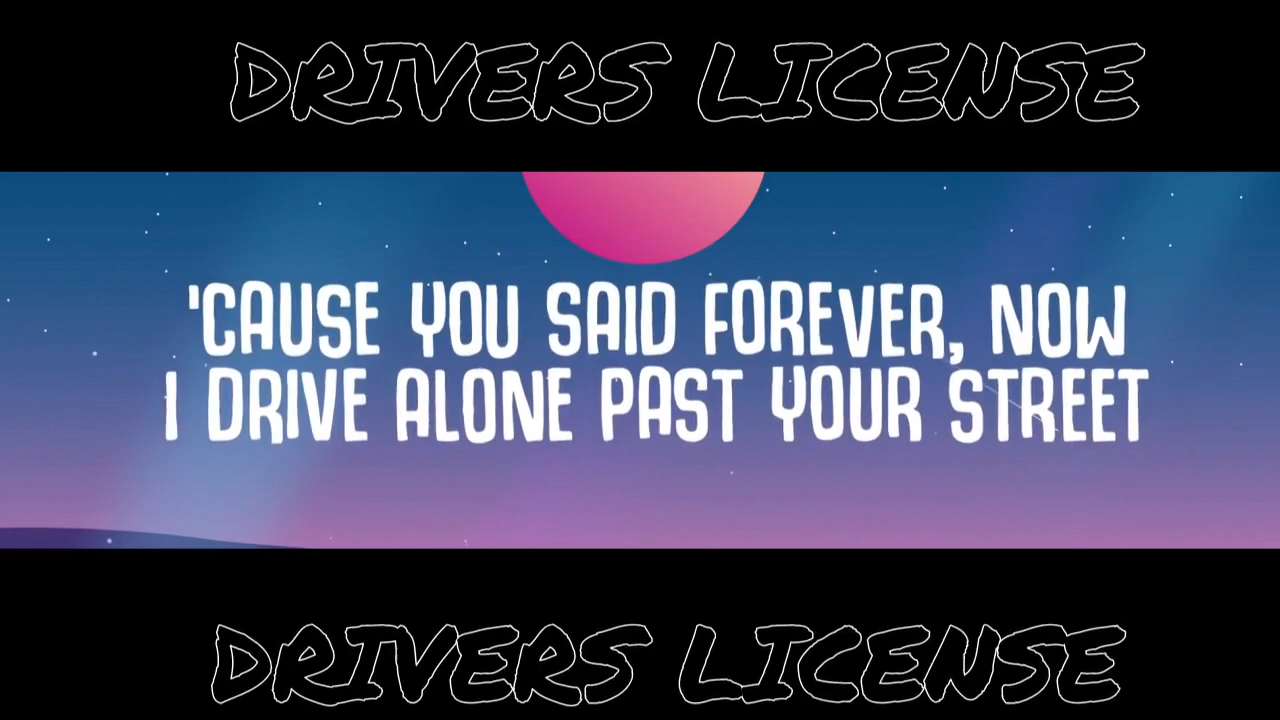 DRIVERS LICENSE
'CAUSE YOU SAID FOREVER, NOW
I DRIVE ALONE PAST YOUR STREET
DRIVERS LICENSE